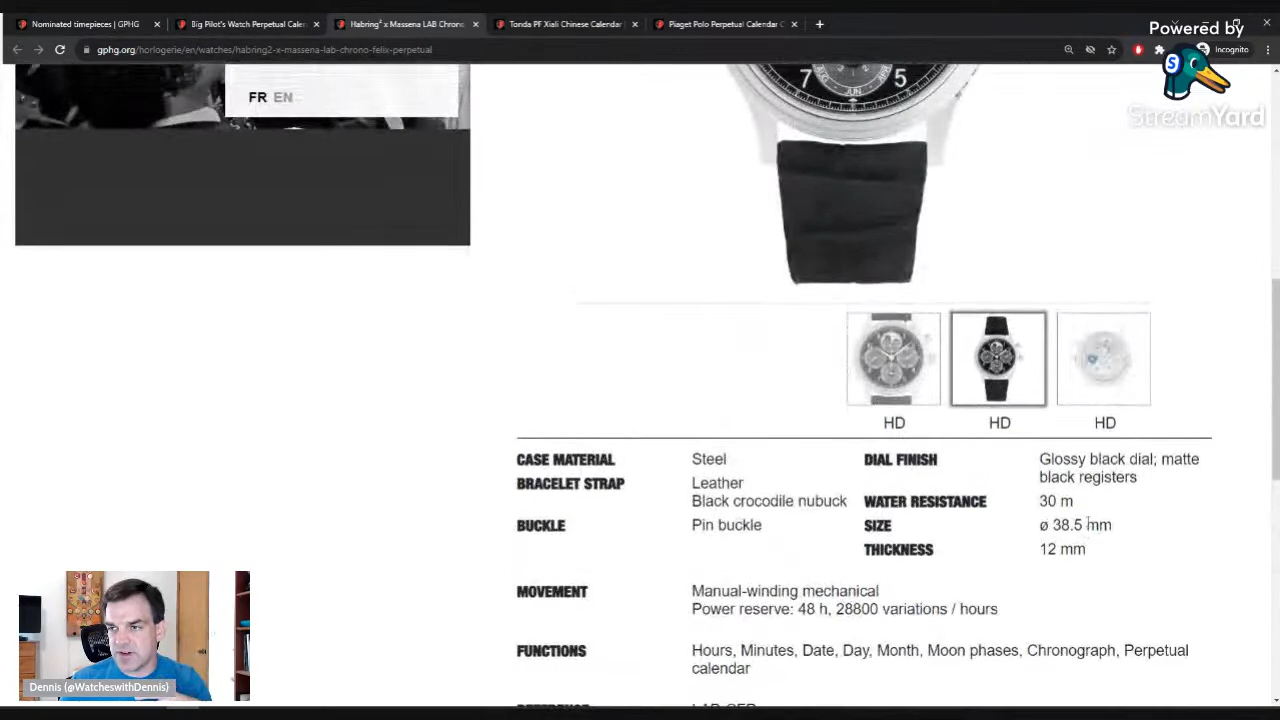 Nominated timepieces | GPHG
Big Pilot's Watch Perpetual Cale
Habring² x Massena LAB Chrono
Tonda PF Xiali Chinese Calendar
Piaget Polo Perpetual Calendar
gphg.org/horlogerie/en/watches/habring2-x-massena-lab-chrono-felix-perpetual
Incognito
Powered by
S
StreamYard
FR EN
7 5
JUN
HD HD HD
CASE MATERIAL Steel
BRACELET STRAP Leather
Black crocodile nubuck
BUCKLE Pin buckle
DIAL FINISH Glossy black dial; matte
black registers
WATER RESISTANCE 30 m
SIZE ø 38.5 mm
THICKNESS 12 mm
MOVEMENT Manual-winding mechanical
Power reserve: 48 h, 28800 variations / hours
FUNCTIONS Hours, Minutes, Date, Day, Month, Moon phases, Chronograph, Perpetual
calendar
Dennis (@WatcheswithDennis)